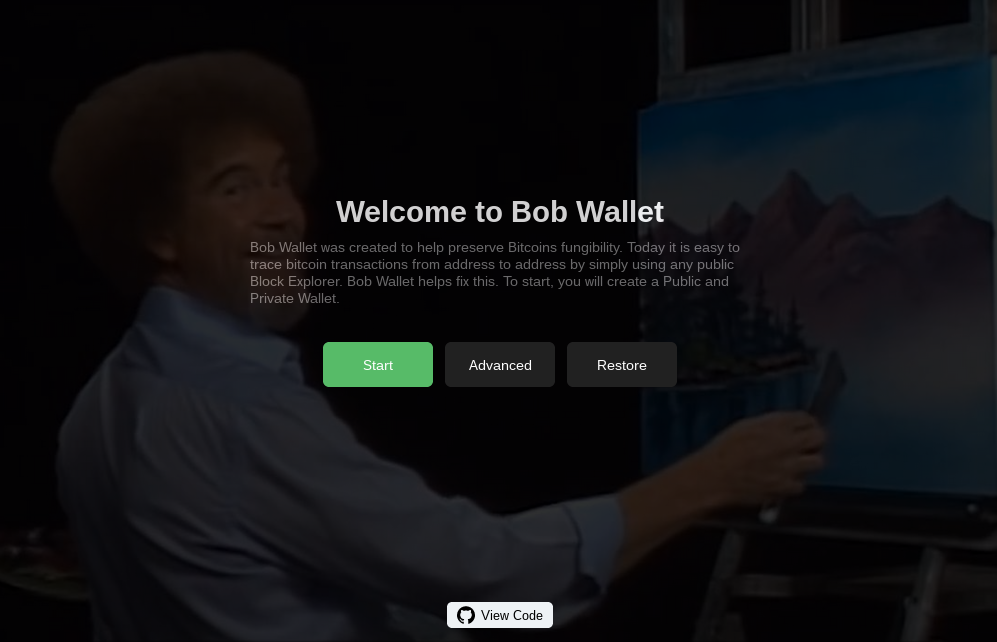 Welcome to Bob Wallet
Bob Wallet was created to help preserve Bitcoins fungibility. Today it is easy to
trace bitcoin transactions from address to address by simply using any public
Block Explorer. Bob Wallet helps fix this. To start, you will create a Public and
Private Wallet.
Start
Advanced
Restore
View Code